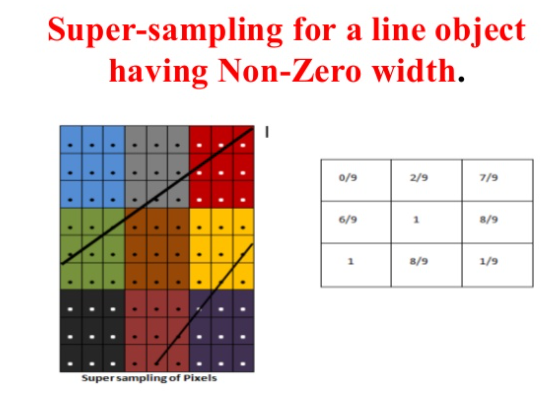 Super-sampling for a line object
having Non-Zero width.
l
0/9 2/9 7/9
6/9 1 8/9
1 8/9 1/9
Super sampling of Pixels